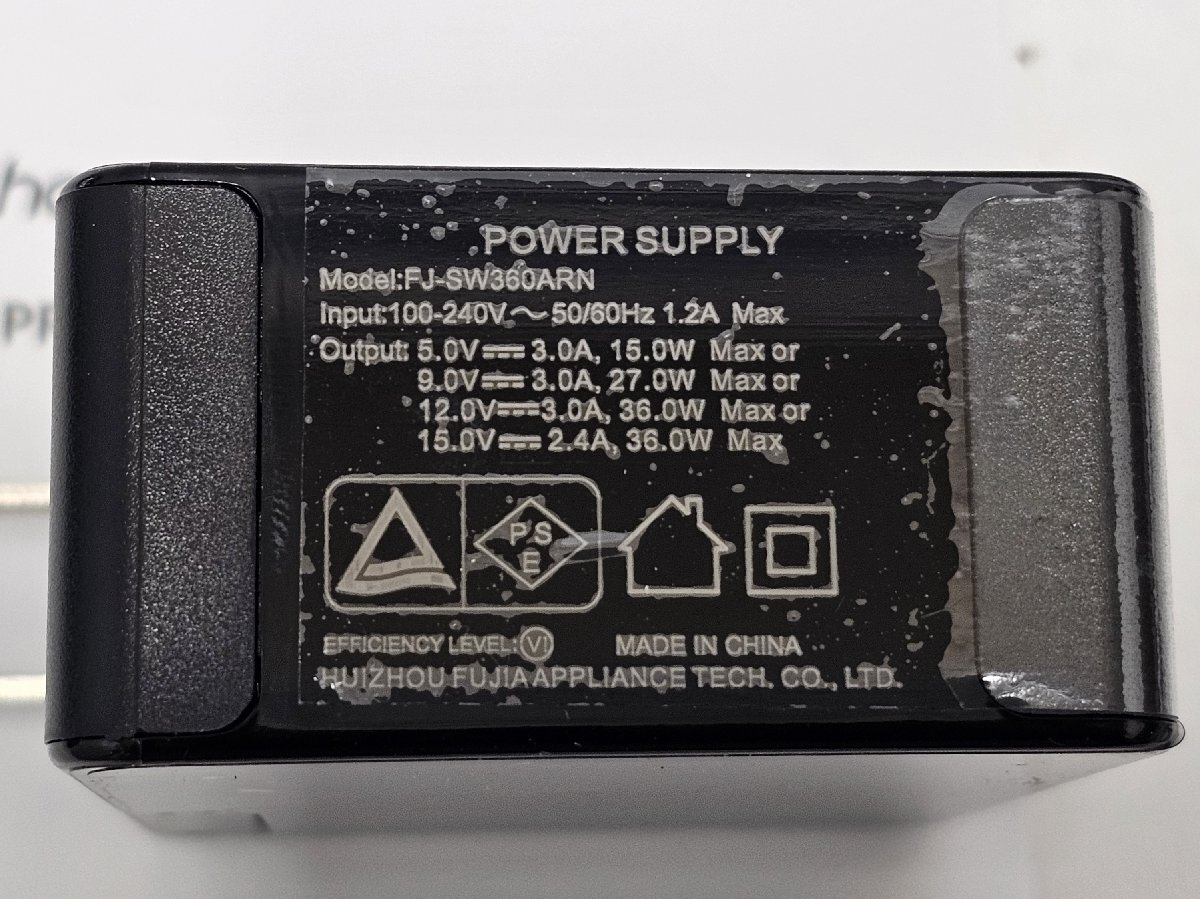 POWER SUPPLY
Model:FJ-SW360ARN
Input:100-240V～50/60Hz 1.2A Max
Output: 5.0V⎓3.0A, 15.0W Max or
9.0V⎓3.0A, 27.0W Max or
12.0V⎓3.0A, 36.0W Max or
15.0V⎓2.4A, 36.0W Max
P S
E
EFFICIENCY LEVEL:VI MADE IN CHINA
HUIZHOU FUJIA APPLIANCE TECH. CO., LTD.